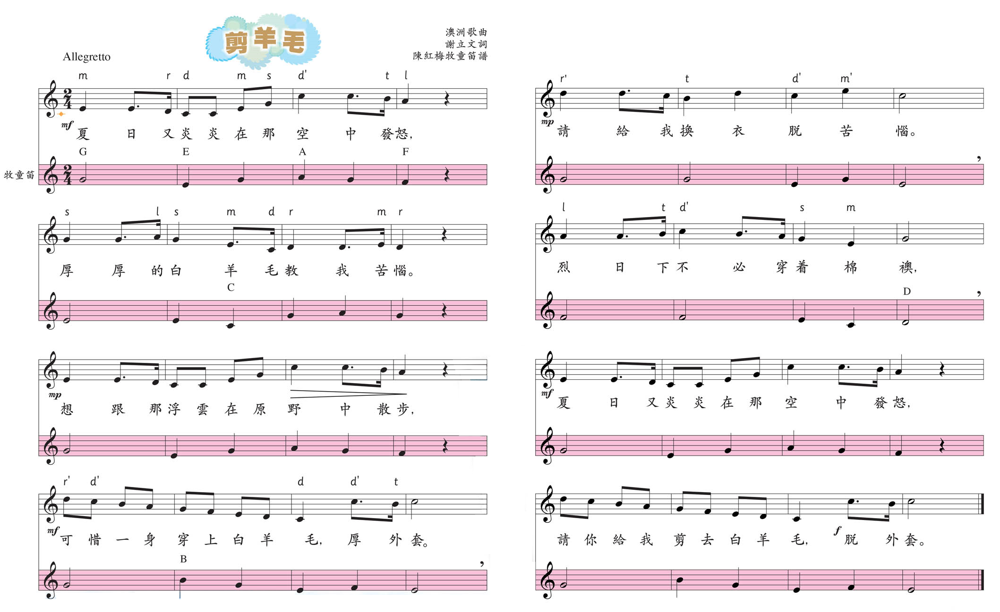 剪羊毛
澳洲歌曲
謝立文詞
陳紅梅牧童笛譜
Allegretto
m r d m s d' t l
mf
夏日又炎炎在那空中發怒，
G E A F
牧童笛
s l s m d r m r
厚厚的白羊毛教我苦惱。
C
mp
想跟那浮雲在原野中散步，
r' d' d d' t
mf
可惜一身穿上白羊毛，厚外套。
B
r' t d' m'
mp
請給我換衣脱苦惱。
l t d' s m
烈日下不必穿着棉襖，
D
mf
夏日又炎炎在那空中發怒，
f
請你給我剪去白羊毛，脱外套。